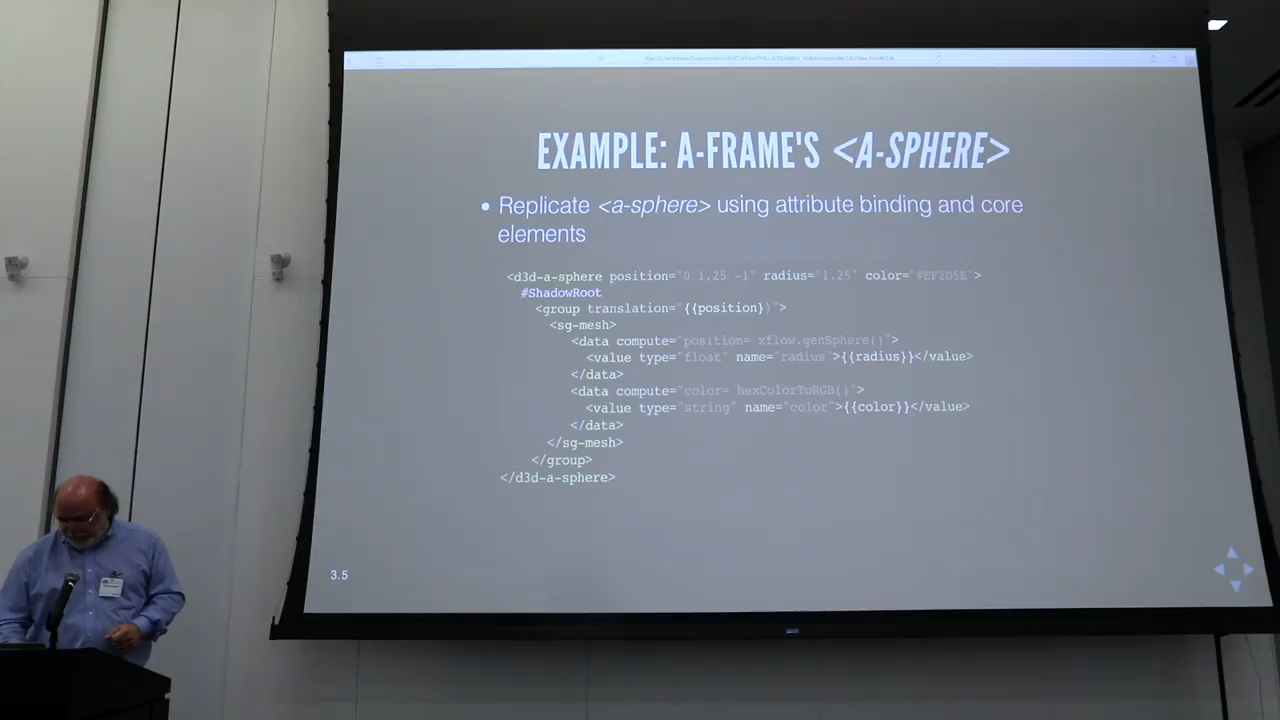 EXAMPLE: A-FRAME'S <A-SPHERE>
• Replicate <a-sphere> using attribute binding and core
elements
<d3d-a-sphere position="0 1.25 -1" radius="1.25" color="#EF2D5E">
#ShadowRoot
<group translation="{{position}}">
<sg-mesh>
<data compute="position= xflow.genSphere()">
<value type="float" name="radius">{{radius}}</value>
</data>
<data compute="color= hexColorToRGB()">
<value type="string" name="color">{{color}}</value>
</data>
</sg-mesh>
</group>
</d3d-a-sphere>
3.5